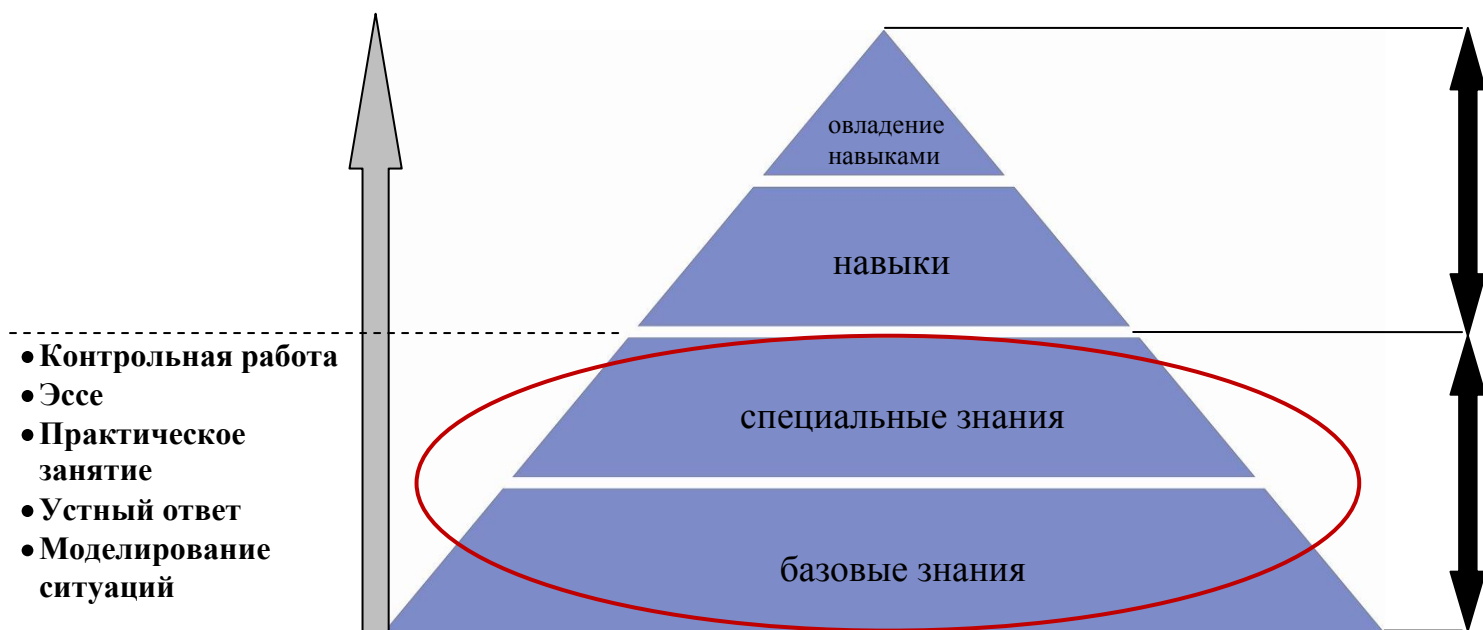 овладение
навыками
навыки
• Контрольная работа
• Эссе
• Практическое
занятие
• Устный ответ
• Моделирование
ситуаций
специальные знания
базовые знания